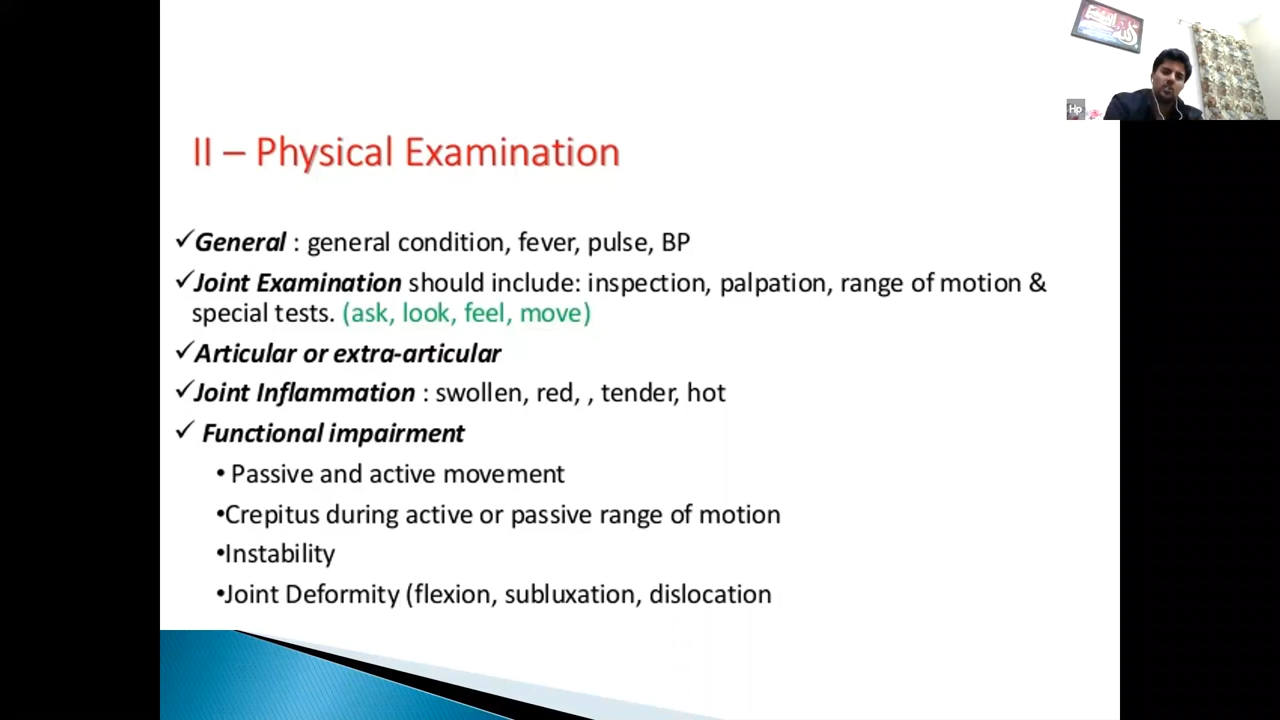 II – Physical Examination
✓General : general condition, fever, pulse, BP
✓Joint Examination should include: inspection, palpation, range of motion &
special tests. (ask, look, feel, move)
✓Articular or extra-articular
✓Joint Inflammation : swollen, red, , tender, hot
✓ Functional impairment
• Passive and active movement
•Crepitus during active or passive range of motion
•Instability
•Joint Deformity (flexion, subluxation, dislocation
Hp